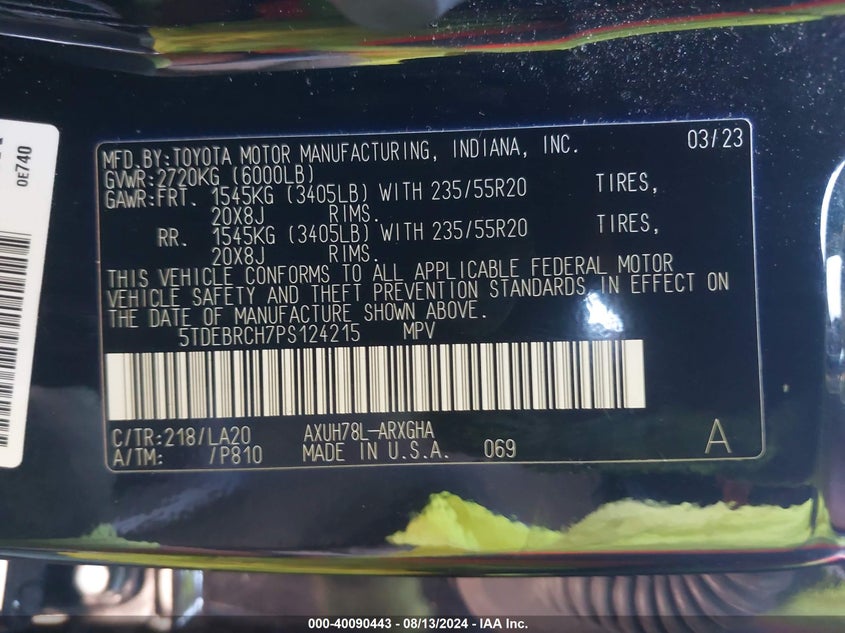 0E740
MFD.BY:TOYOTA MOTOR MANUFACTURING, INDIANA, INC. 03/23
GVWR:2720KG (6000LB)
GAWR:FRT. 1545KG (3405LB) WITH 235/55R20 TIRES,
20X8J RIMS.
RR. 1545KG (3405LB) WITH 235/55R20 TIRES,
20X8J RIMS.
THIS VEHICLE CONFORMS TO ALL APPLICABLE FEDERAL MOTOR
VEHICLE SAFETY AND THEFT PREVENTION STANDARDS IN EFFECT ON
THE DATE OF MANUFACTURE SHOWN ABOVE.
5TDEBRCH7PS124215 MPV
C/TR:218/LA20 AXUH78L-ARXGHA
A/TM: /P810 MADE IN U.S.A. 069 A
000-40090443 - 08/13/2024 - IAA Inc.